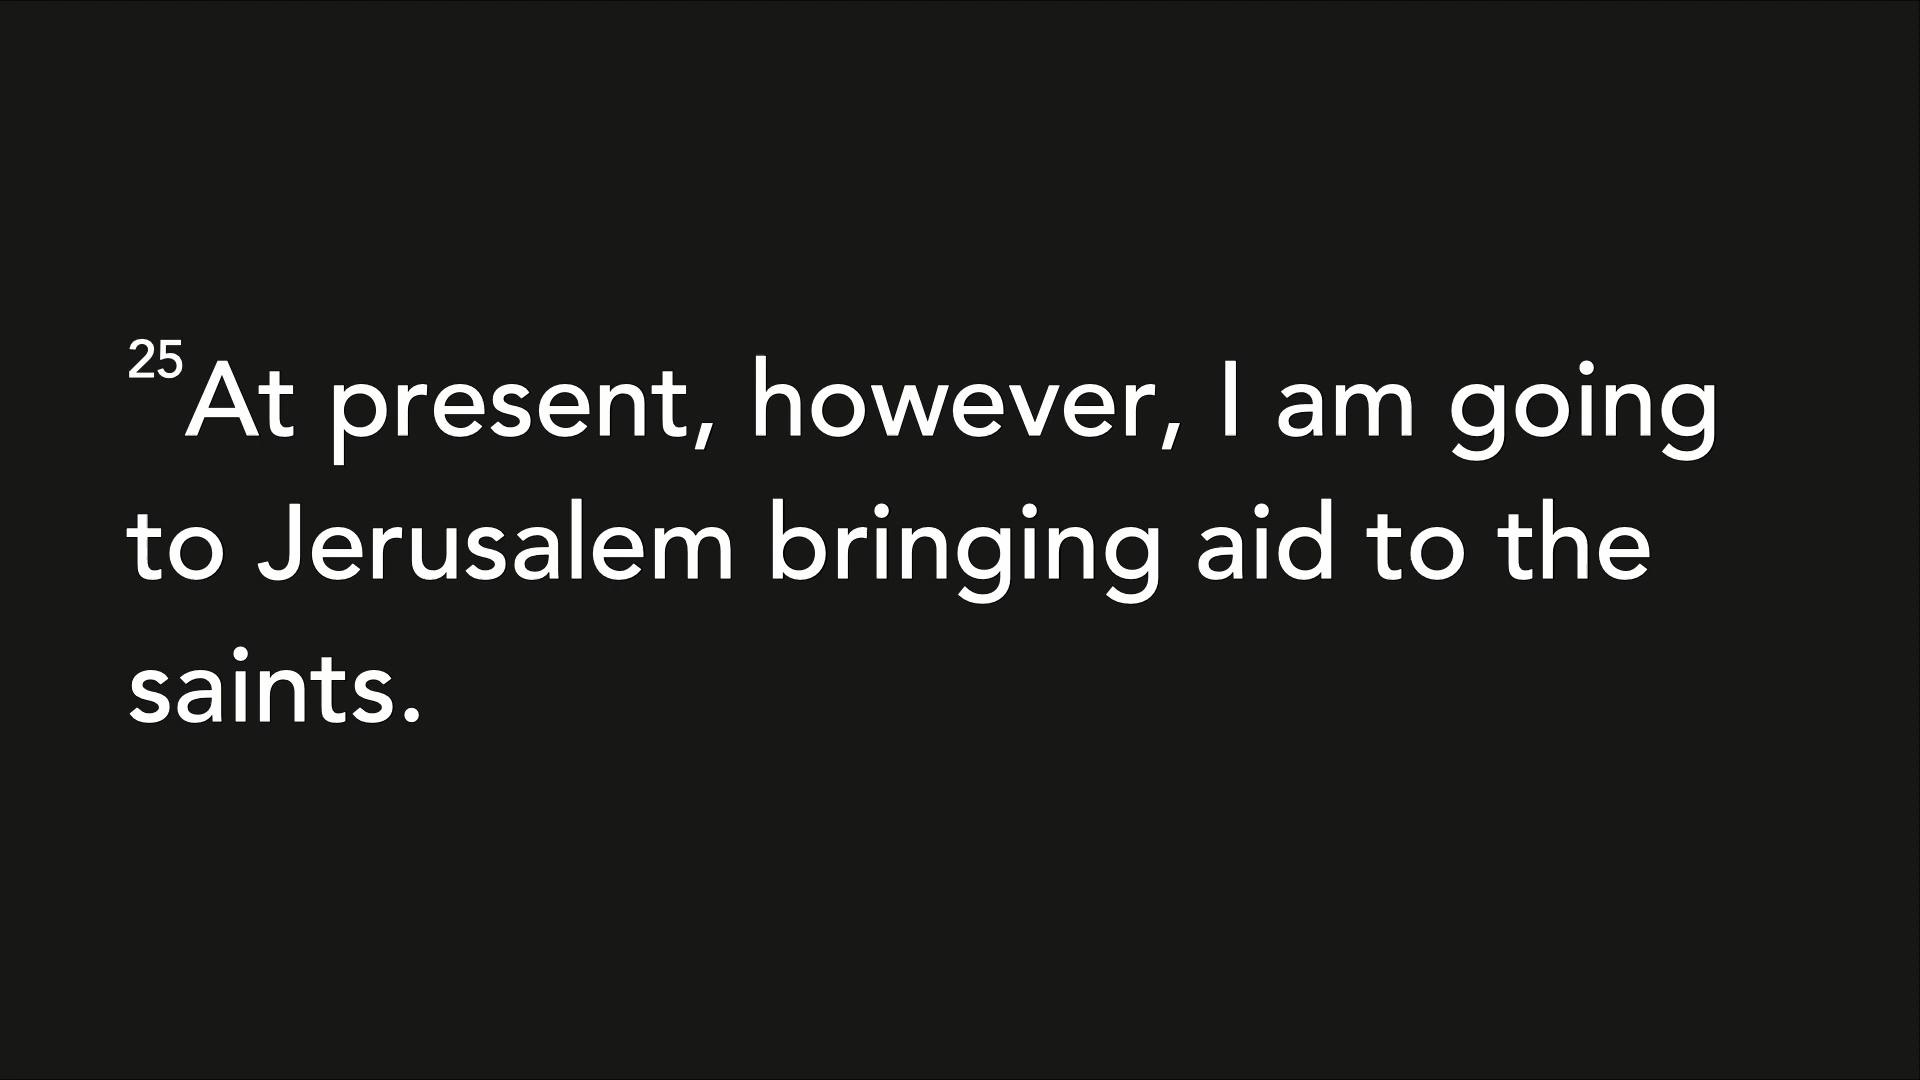 25At present, however, I am going
to Jerusalem bringing aid to the
saints.